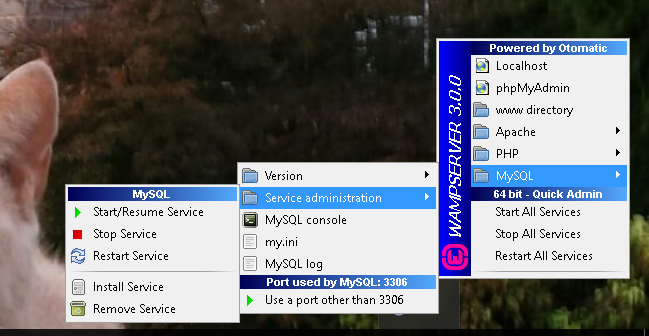 Powered by Otomatic
WAMPSERVER 3.0.0
Localhost
phpMyAdmin
www directory
Apache
PHP
MySQL
64 bit - Quick Admin
Start All Services
Stop All Services
Restart All Services
Version
Service administration
MySQL console
my.ini
MySQL log
Port used by MySQL: 3306
Use a port other than 3306
MySQL
Start/Resume Service
Stop Service
Restart Service
Install Service
Remove Service